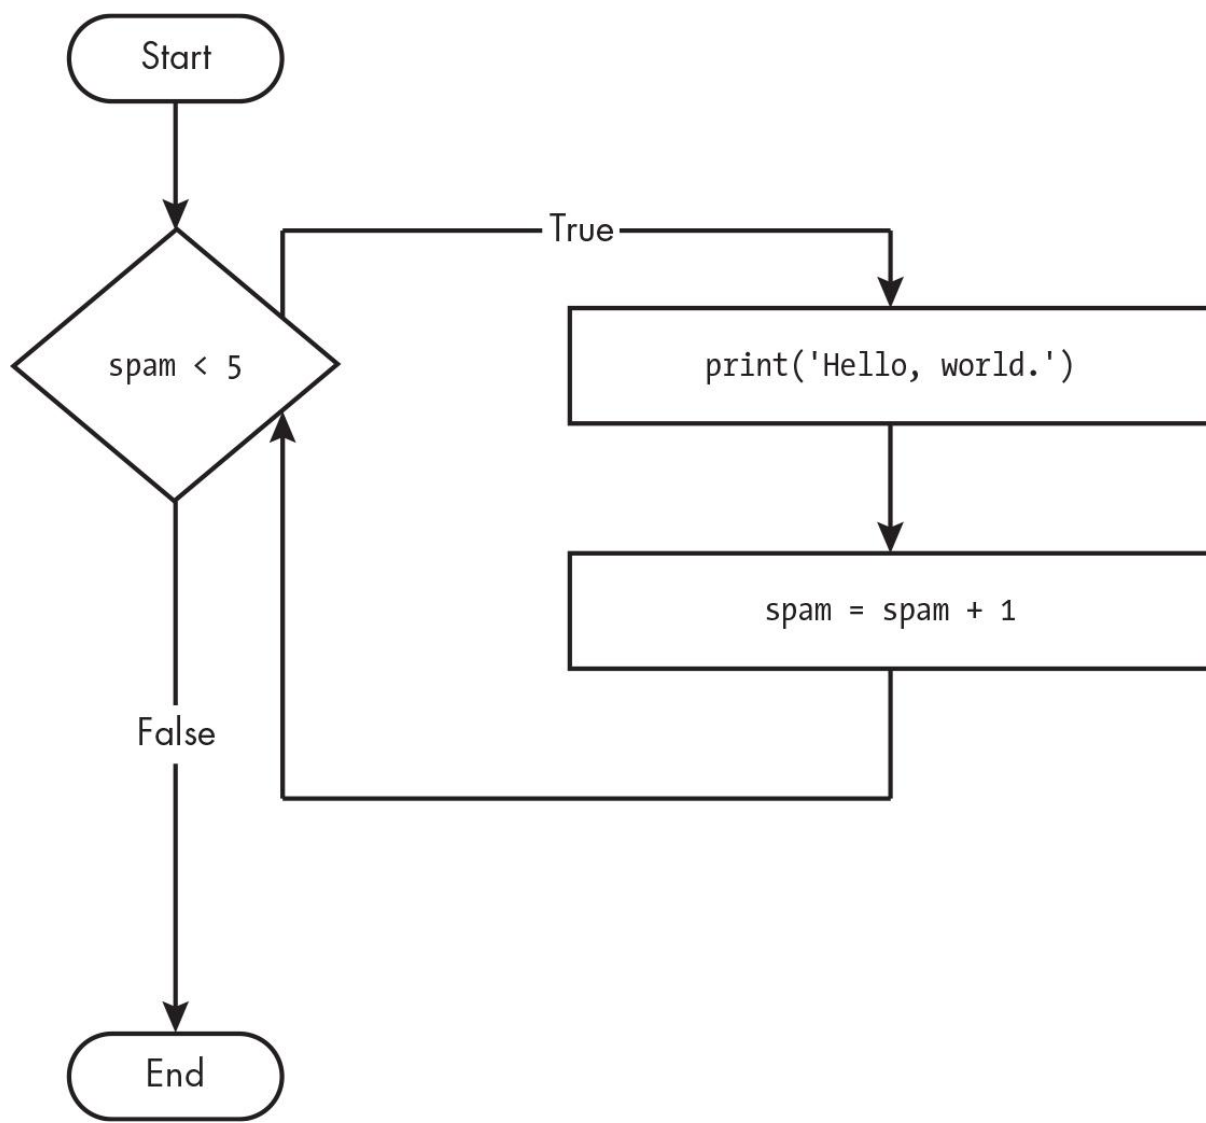 Start
True
spam < 5
print('Hello, world.')
spam = spam + 1
False
End